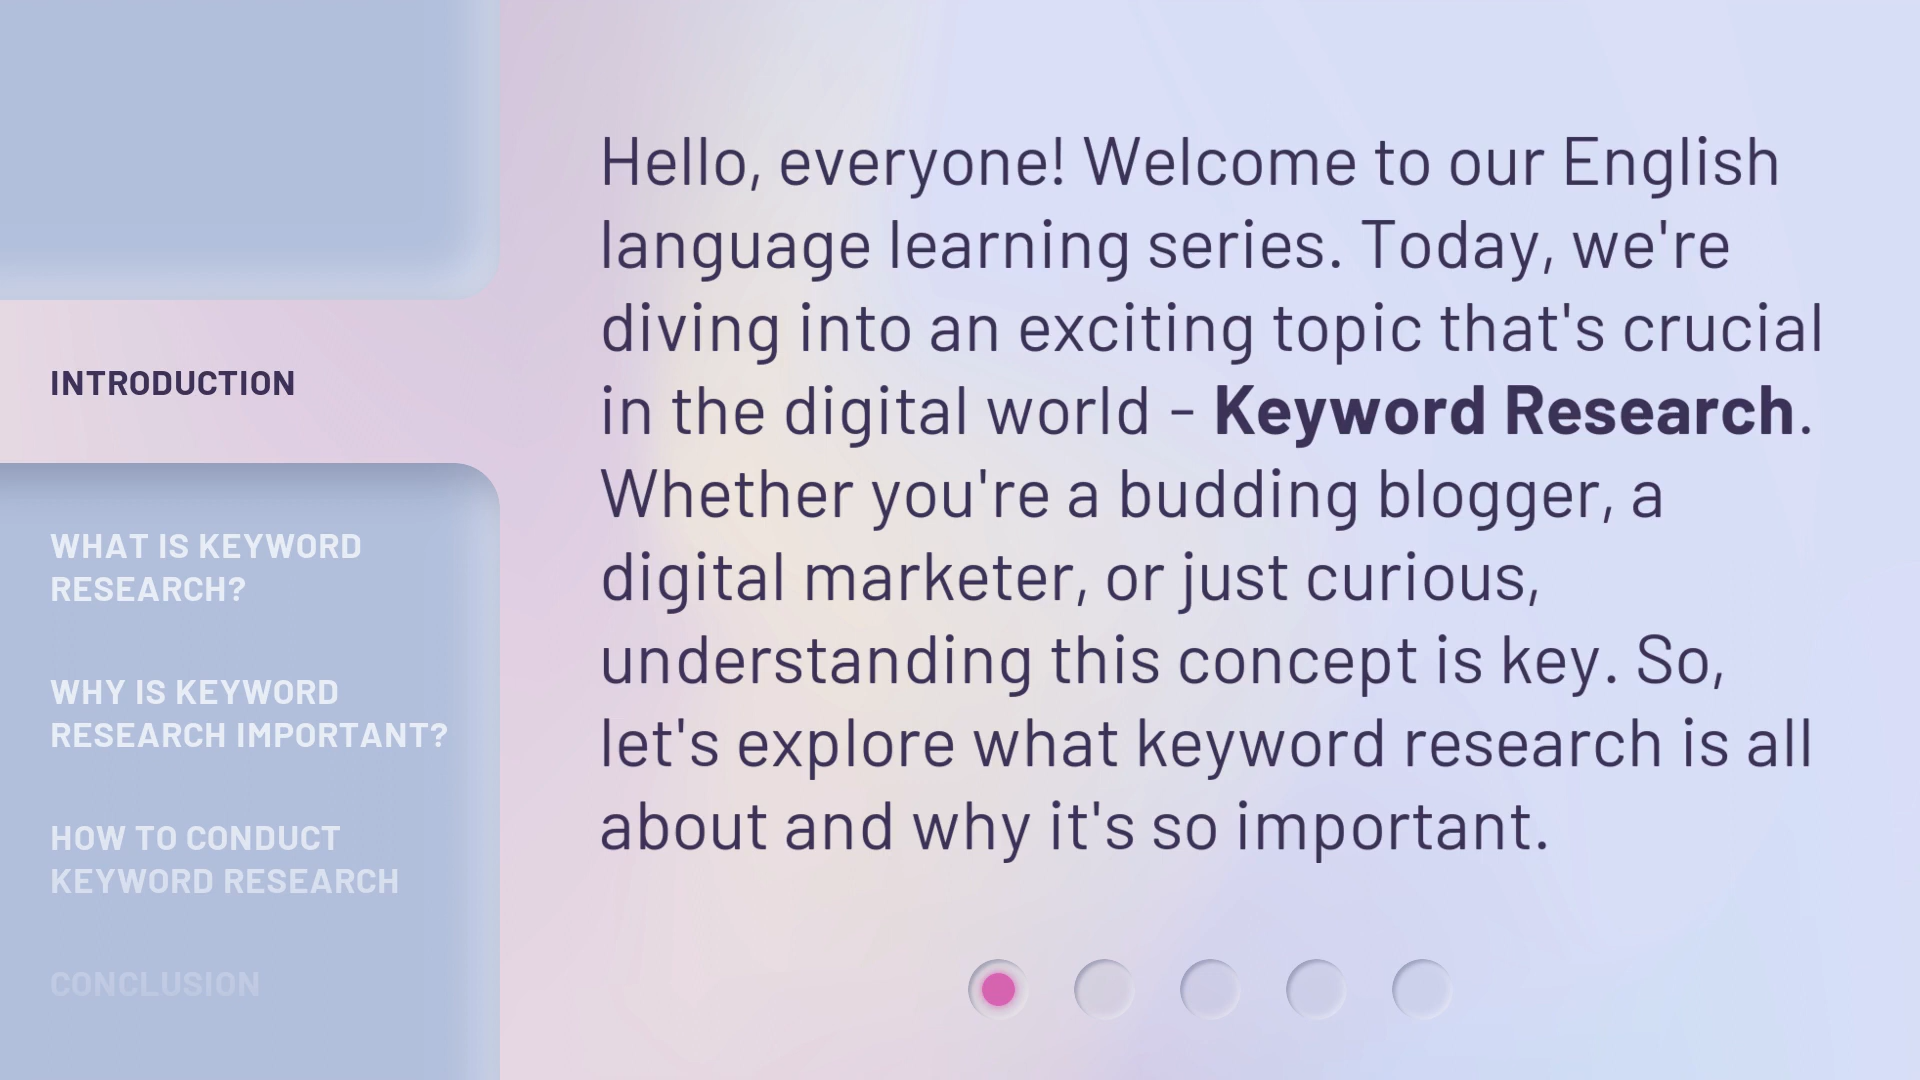 INTRODUCTION
WHAT IS KEYWORD
RESEARCH?
WHY IS KEYWORD
RESEARCH IMPORTANT?
HOW TO CONDUCT
KEYWORD RESEARCH
CONCLUSION
Hello, everyone! Welcome to our English
language learning series. Today, we're
diving into an exciting topic that's crucial
in the digital world - Keyword Research.
Whether you're a budding blogger, a
digital marketer, or just curious,
understanding this concept is key. So,
let's explore what keyword research is all
about and why it's so important.